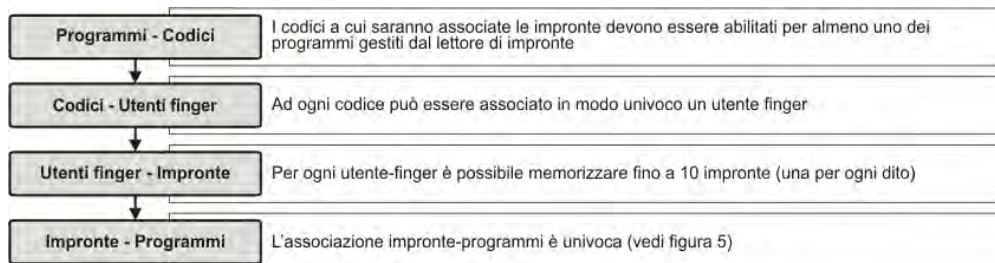 Programmi - Codici
I codici a cui saranno associate le impronte devono essere abilitati per almeno uno dei
programmi gestiti dal lettore di impronte
Codici - Utenti finger
Ad ogni codice può essere associato in modo univoco un utente finger
Utenti finger - Impronte
Per ogni utente-finger è possibile memorizzare fino a 10 impronte (una per ogni dito)
Impronte - Programmi
L'associazione impronte-programmi è univoca (vedi figura 5)